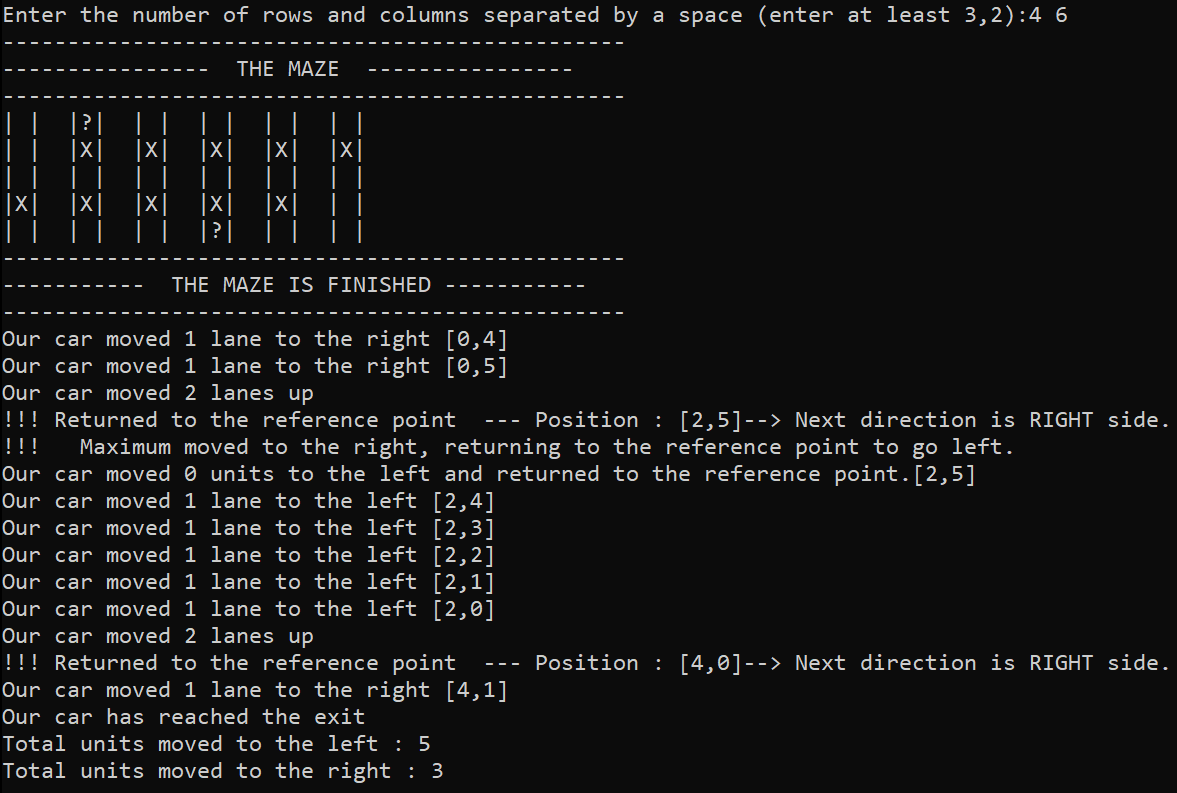 Enter the number of rows and columns separated by a space (enter at least 3,2):4 6
------------------------------------------------
----------------  THE MAZE  ----------------
------------------------------------------------
| |  |?|  | |  | |  | |  | |
| |  |X|  |X|  |X|  |X|  |X|
| |  | |  | |  | |  | |  | |
|X|  |X|  |X|  |X|  |X|  | |
| |  | |  | |  |?|  | |  | |
------------------------------------------------
-----------  THE MAZE IS FINISHED -----------
------------------------------------------------
Our car moved 1 lane to the right [0,4]
Our car moved 1 lane to the right [0,5]
Our car moved 2 lanes up
!!! Returned to the reference point  --- Position : [2,5]--> Next direction is RIGHT side.
!!!   Maximum moved to the right, returning to the reference point to go left.
Our car moved 0 units to the left and returned to the reference point.[2,5]
Our car moved 1 lane to the left [2,4]
Our car moved 1 lane to the left [2,3]
Our car moved 1 lane to the left [2,2]
Our car moved 1 lane to the left [2,1]
Our car moved 1 lane to the left [2,0]
Our car moved 2 lanes up
!!! Returned to the reference point  --- Position : [4,0]--> Next direction is RIGHT side.
Our car moved 1 lane to the right [4,1]
Our car has reached the exit
Total units moved to the left : 5
Total units moved to the right : 3